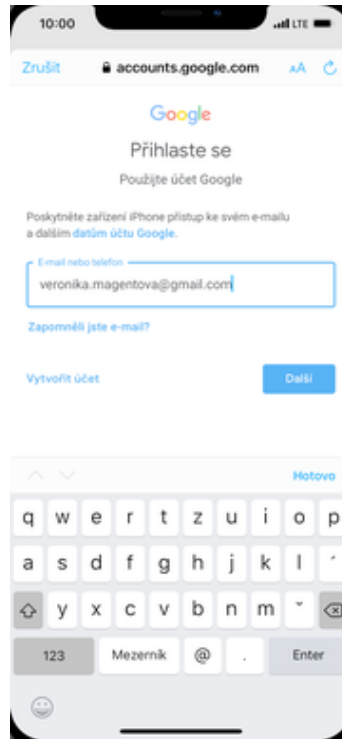 10:00
LTE
Zrušit accounts.google.com AA
Google
Přihlaste se
Použijte účet Google
Poskytněte zařízení iPhone přístup ke svém e-mailu
a dalším datům účtu Google.
E-mail nebo telefon
veronika.magentova@gmail.com
Zapomněli jste e-mail?
Vytvořit účet Další
Hotovo
q w e r t z u i o p
a s d f g h j k l ´
y x c v b n m ˇ
123 Mezerník @ . Enter